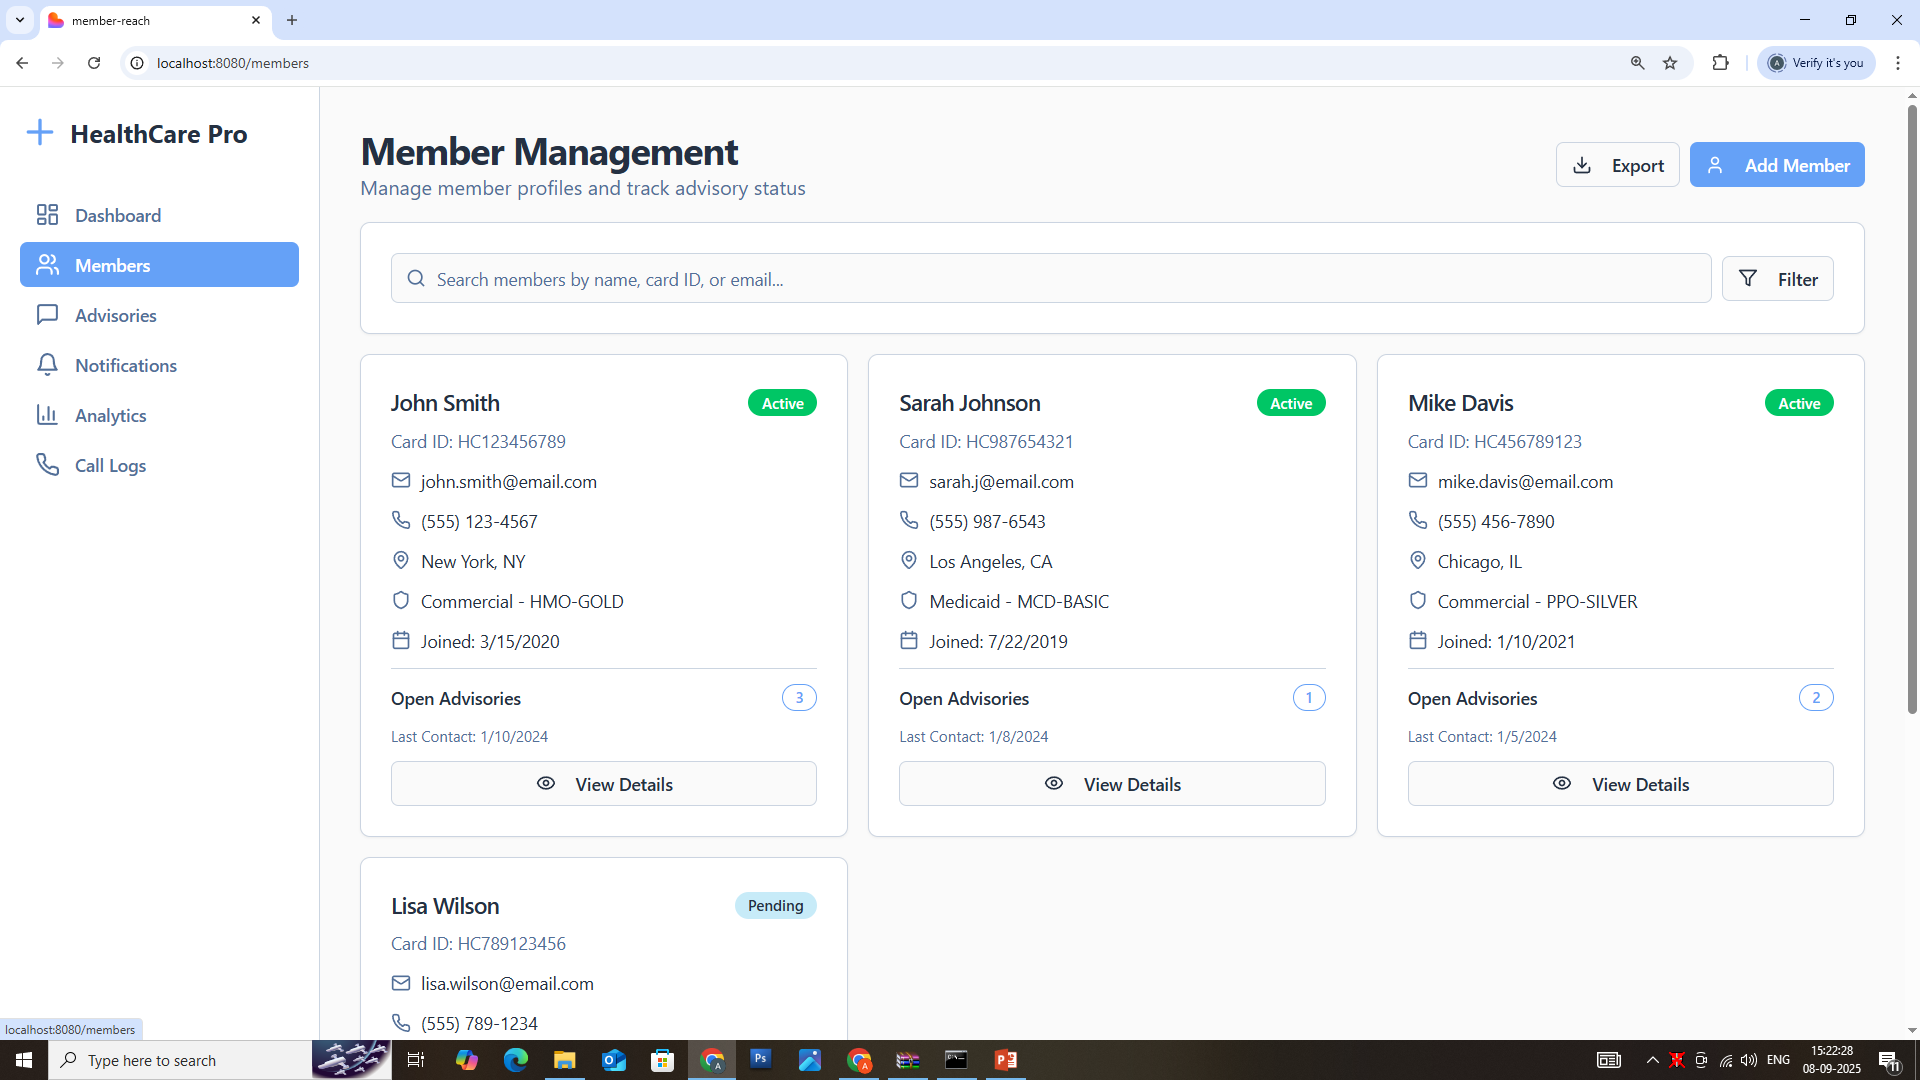 member-reach
localhost:8080/members
Verify it's you
HealthCare Pro
Dashboard
Members
Advisories
Notifications
Analytics
Call Logs
Member Management
Manage member profiles and track advisory status
Export
Add Member
Search members by name, card ID, or email...
Filter
John Smith
Active
Card ID: HC123456789
john.smith@email.com
(555) 123-4567
New York, NY
Commercial - HMO-GOLD
Joined: 3/15/2020
Open Advisories
3
Last Contact: 1/10/2024
View Details
Sarah Johnson
Active
Card ID: HC987654321
sarah.j@email.com
(555) 987-6543
Los Angeles, CA
Medicaid - MCD-BASIC
Joined: 7/22/2019
Open Advisories
1
Last Contact: 1/8/2024
View Details
Mike Davis
Active
Card ID: HC456789123
mike.davis@email.com
(555) 456-7890
Chicago, IL
Commercial - PPO-SILVER
Joined: 1/10/2021
Open Advisories
2
Last Contact: 1/5/2024
View Details
Lisa Wilson
Pending
Card ID: HC789123456
lisa.wilson@email.com
(555) 789-1234
localhost:8080/members
Type here to search
Ps
ENG
15:22:28
08-09-2025
11